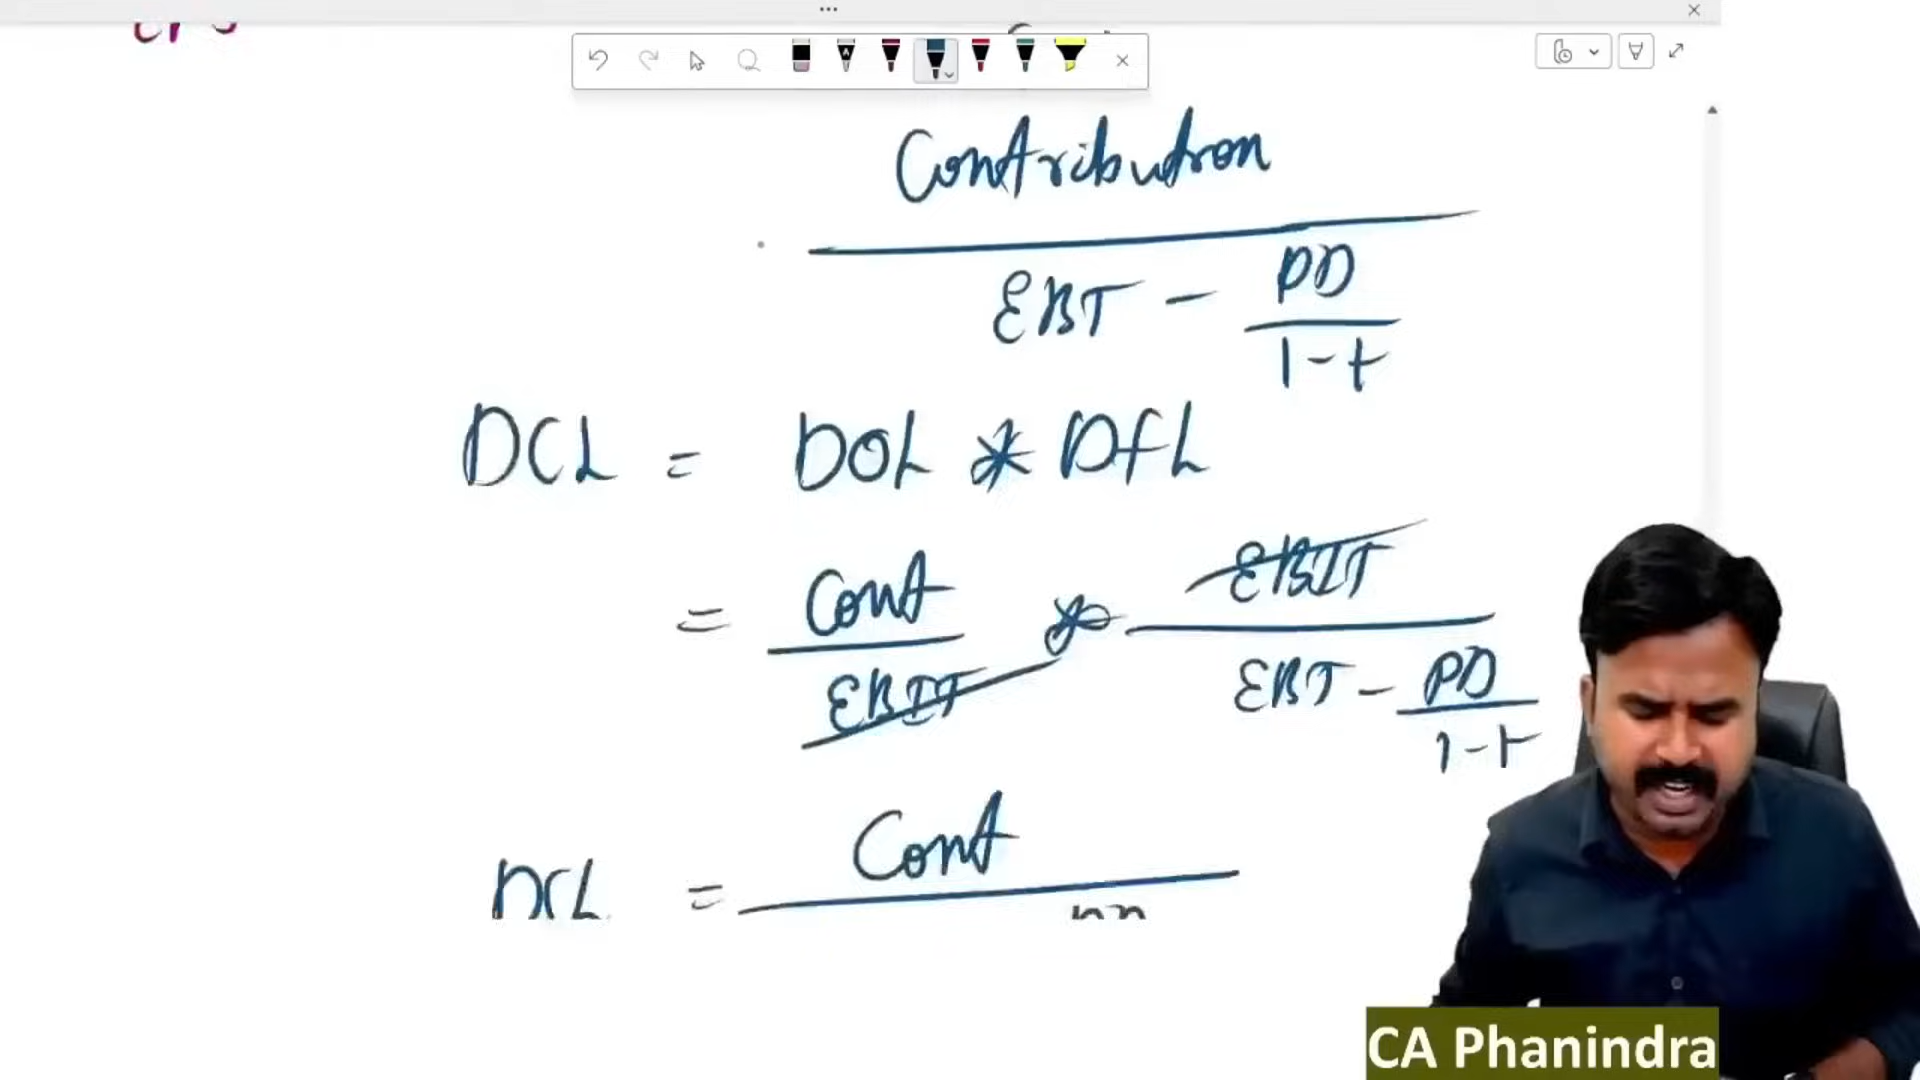 Contribution
EBT - PD
1-t
DCL = DOL * DFL
= Cont * EBIT
EBIT EBT - PD
1-t
DCL = Cont
CA Phanindra